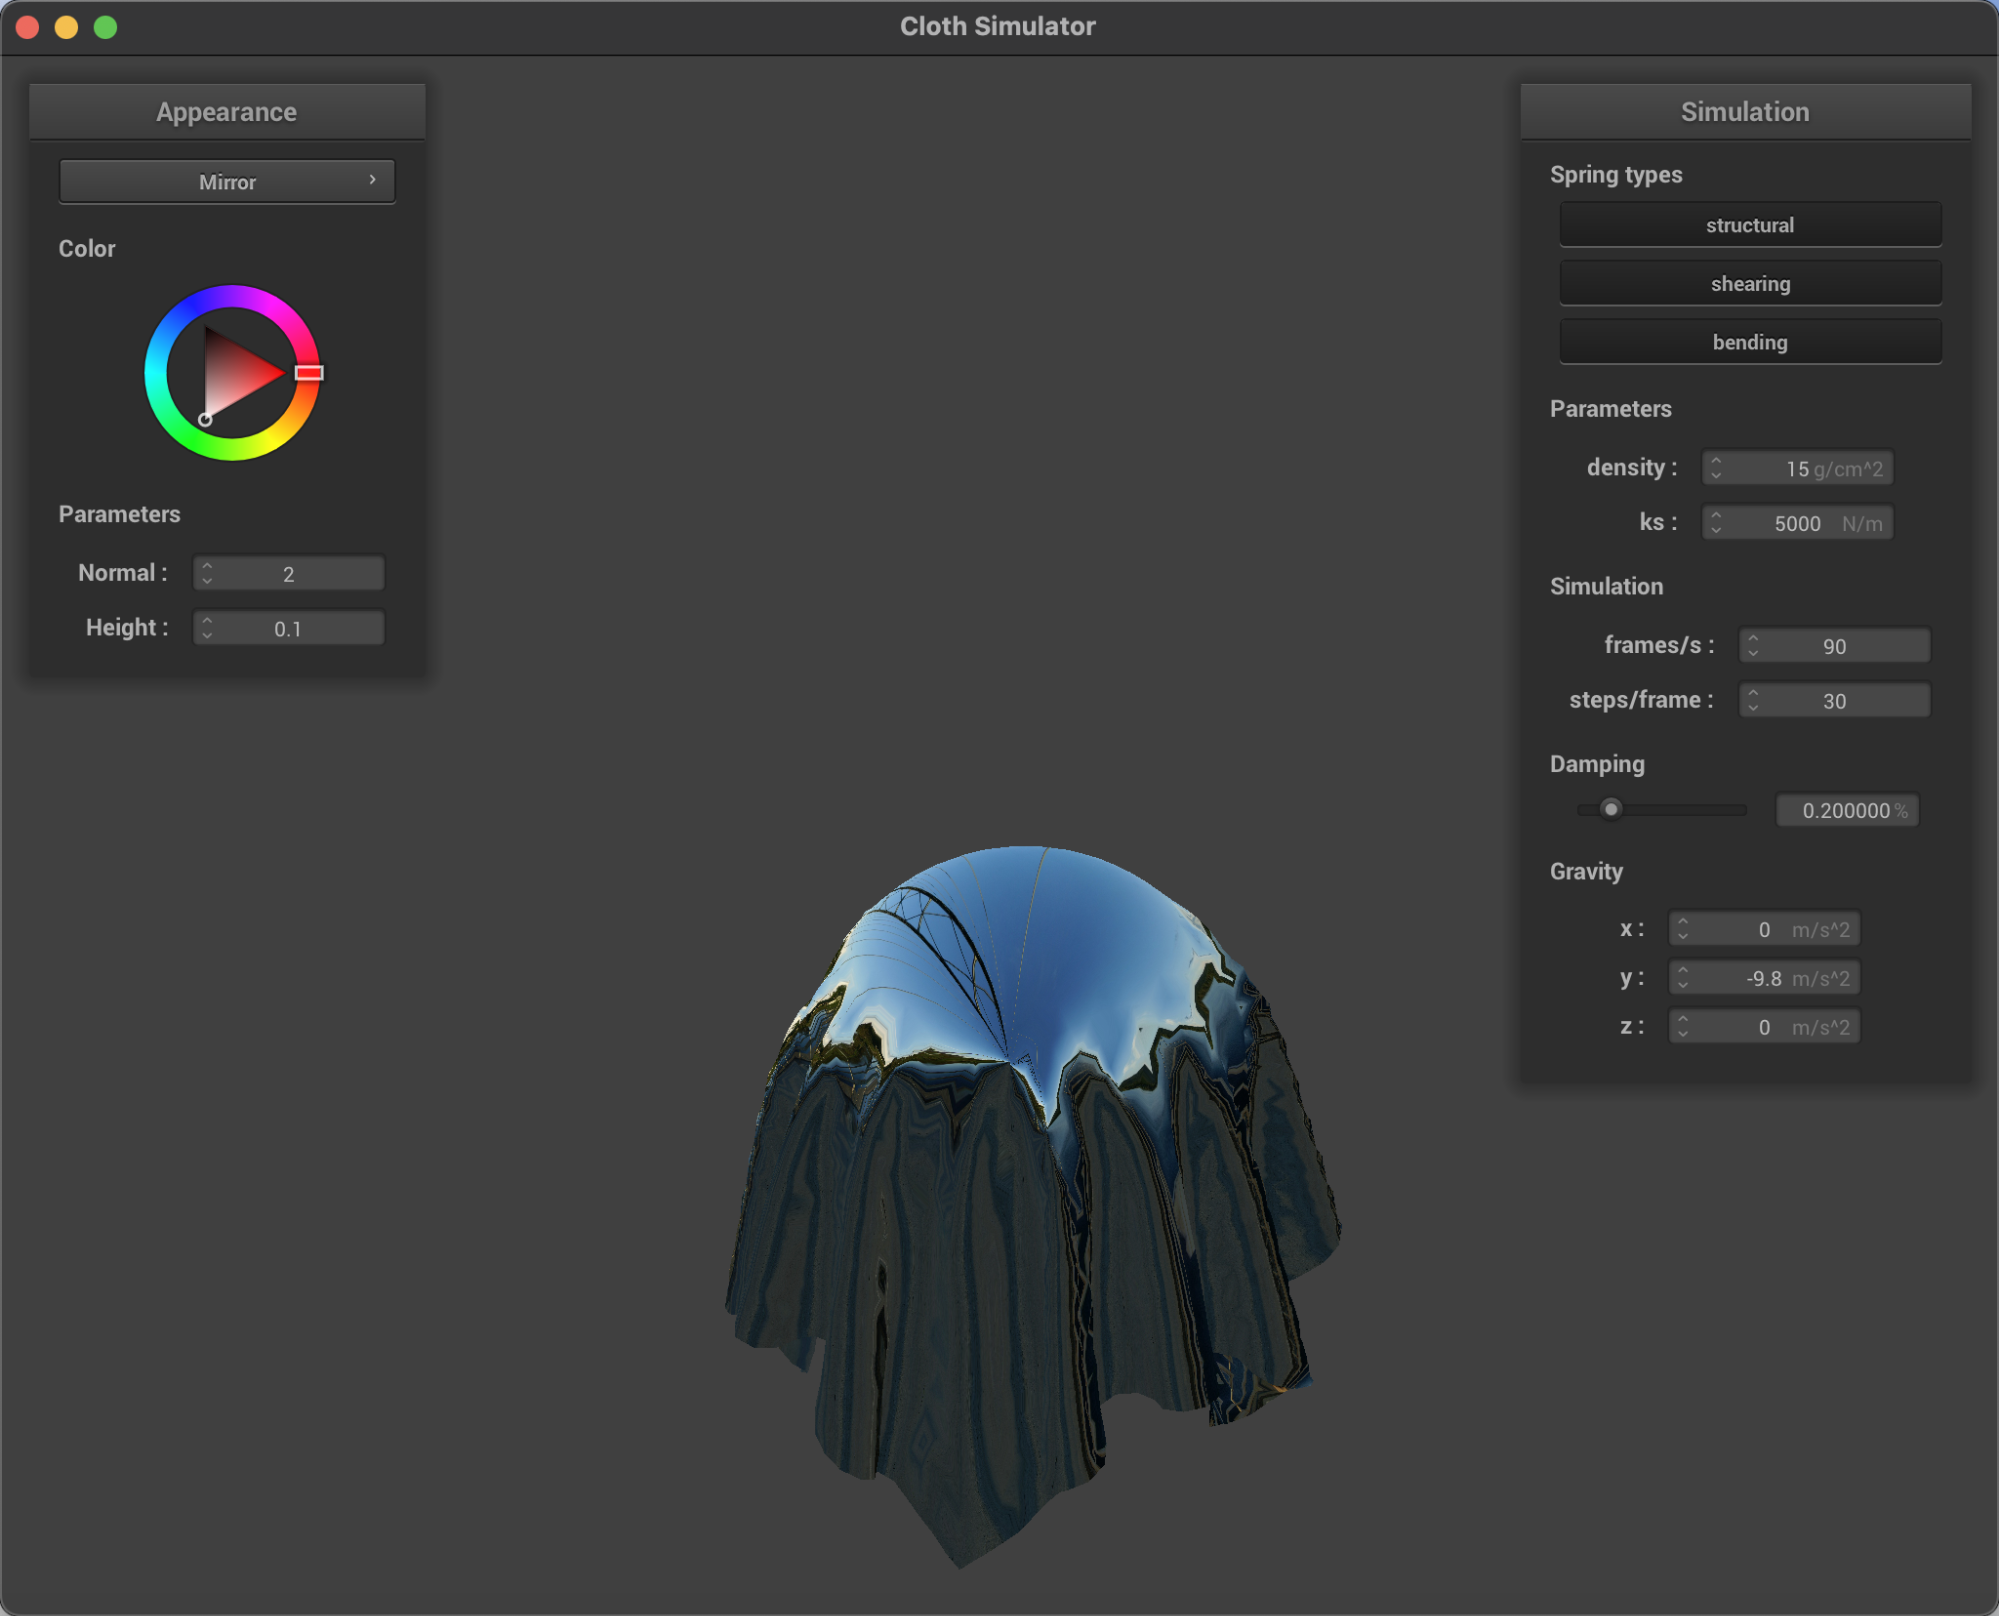 Cloth Simulator
Appearance
Mirror
Color
Parameters
Normal : 2
Height : 0.1
Simulation
Spring types
structural
shearing
bending
Parameters
density : 15 g/cm^2
ks : 5000 N/m
Simulation
frames/s : 90
steps/frame : 30
Damping
0.200000 %
Gravity
x : 0 m/s^2
y : -9.8 m/s^2
z : 0 m/s^2